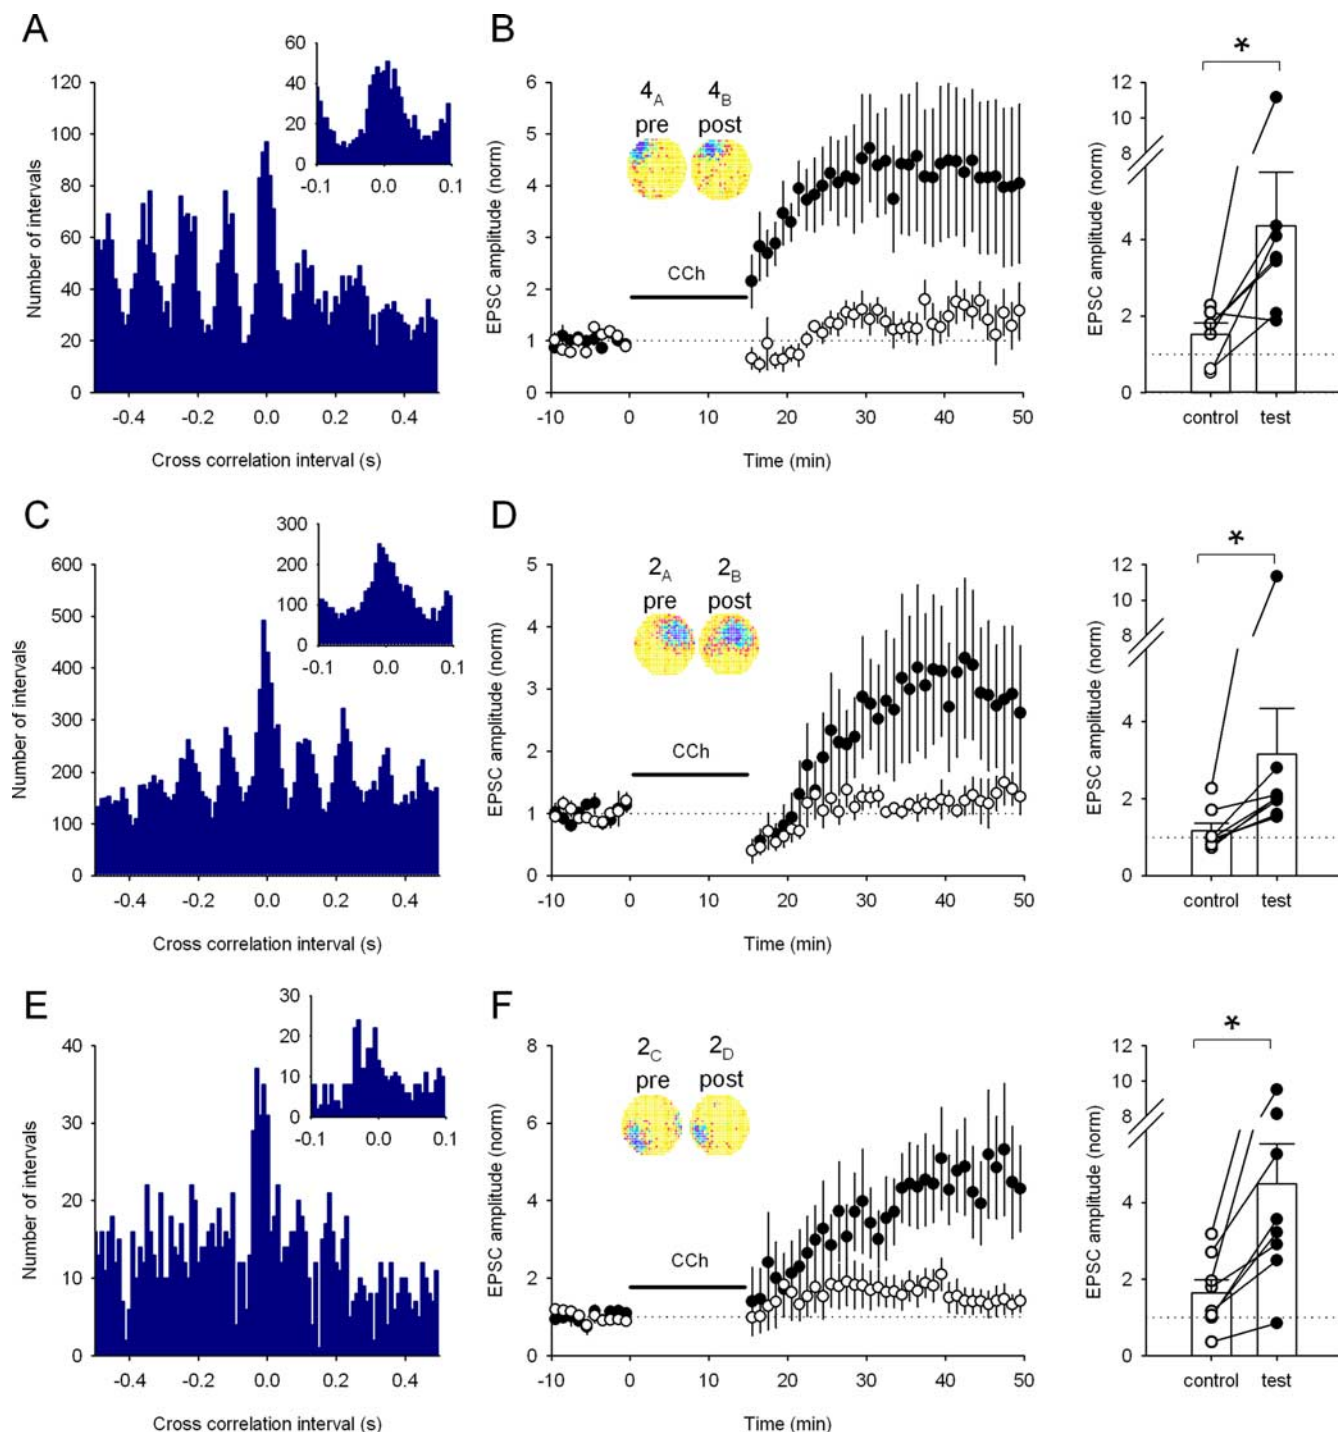 A
60
40
20
0
-0.1 0.0 0.1
120
100
80
60
40
20
0
Number of intervals
-0.4 -0.2 0.0 0.2 0.4
Cross correlation interval (s)
B
6
5
4
3
2
1
0
EPSC amplitude (norm)
4A 4B
pre post
CCh
-10 0 10 20 30 40 50
Time (min)
*
12
8
4
2
0
EPSC amplitude (norm)
control test
C
300
200
100
0
-0.1 0.0 0.1
600
500
400
300
200
100
0
Number of intervals
-0.4 -0.2 0.0 0.2 0.4
Cross correlation interval (s)
D
5
4
3
2
1
0
EPSC amplitude (norm)
2A 2B
pre post
CCh
-10 0 10 20 30 40 50
Time (min)
*
12
10
8
4
2
0
EPSC amplitude (norm)
control test
E
30
20
10
0
-0.1 0.0 0.1
40
30
20
10
0
Number of intervals
-0.4 -0.2 0.0 0.2 0.4
Cross correlation interval (s)
F
8
6
4
2
0
EPSC amplitude (norm)
2C 2D
pre post
CCh
-10 0 10 20 30 40 50
Time (min)
*
12
10
8
4
2
0
EPSC amplitude (norm)
control test